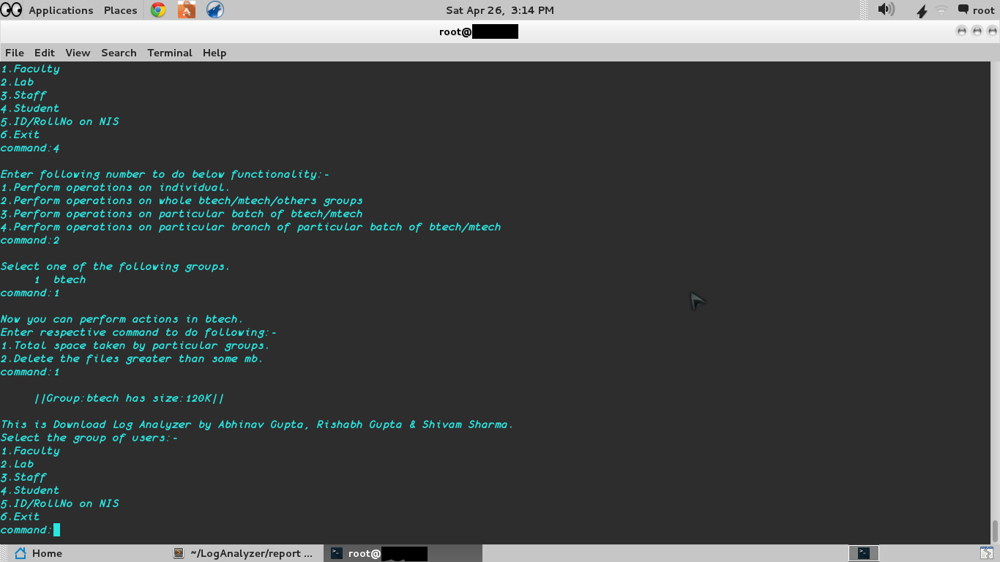 Applications Places Sat Apr 26, 3:14 PM root
root@
File Edit View Search Terminal Help
1.Faculty
2.Lab
3.Staff
4.Student
5.ID/RollNo on NIS
6.Exit
command:4
Enter following number to do below functionality:-
1.Perform operations on individual.
2.Perform operations on whole btech/mtech/others groups
3.Perform operations on particular batch of btech/mtech
4.Perform operations on particular branch of particular batch of btech/mtech
command:2
Select one of the following groups.
1 btech
command:1
Now you can perform actions in btech.
Enter respective command to do following:-
1.Total space taken by particular groups.
2.Delete the files greater than some mb.
command:1
||Group:btech has size:120K||
This is Download Log Analyzer by Abhinav Gupta, Rishabh Gupta & Shivam Sharma.
Select the group of users:-
1.Faculty
2.Lab
3.Staff
4.Student
5.ID/RollNo on NIS
6.Exit
command:
Home ~/LogAnalyzer/report ... root@